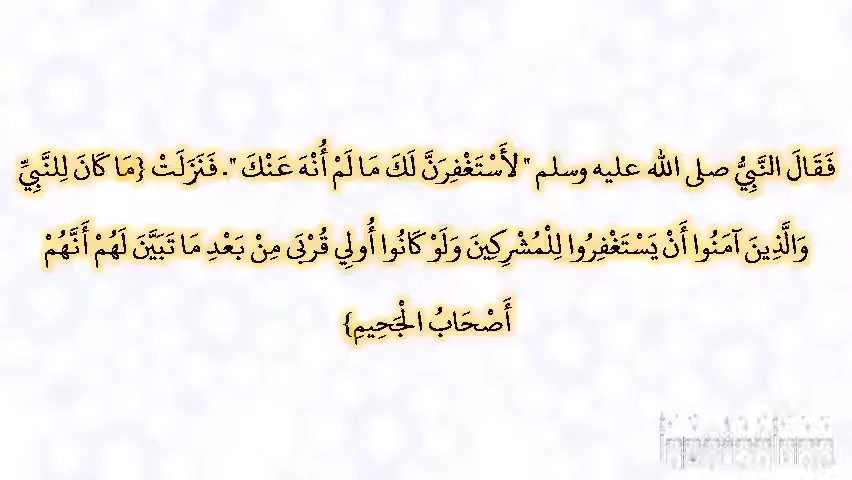 فَقَالَ النَّبِيُّ صلى الله عليه وسلم " لأَسْتَغْفِرَنَّ لَكَ مَا لَمْ أُنْهَ عَنْكَ ". فَنَزَلَتْ {مَا كَانَ لِلنَّبِيِّ
وَالَّذِينَ آمَنُوا أَنْ يَسْتَغْفِرُوا لِلْمُشْرِكِينَ وَلَوْ كَانُوا أُولِي قُرْبَى مِنْ بَعْدِ مَا تَبَيَّنَ لَهُمْ أَنَّهُمْ
أَصْحَابُ الْجَحِيمِ}